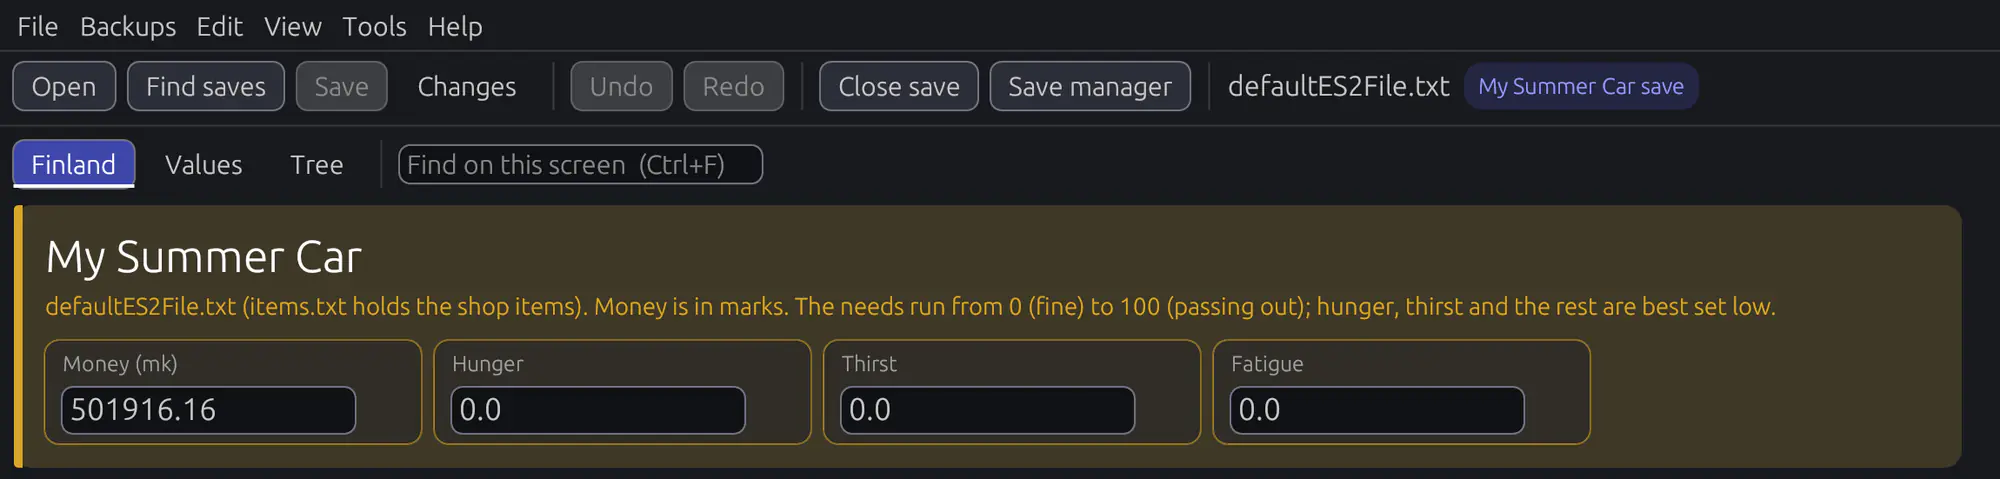 File Backups Edit View Tools Help
Open Find saves Save Changes Undo Redo Close save Save manager defaultES2File.txt My Summer Car save
Finland Values Tree Find on this screen (Ctrl+F)
My Summer Car
defaultES2File.txt (items.txt holds the shop items). Money is in marks. The needs run from 0 (fine) to 100 (passing out); hunger, thirst and the rest are best set low.
Money (mk) Hunger Thirst Fatigue
501916.16 0.0 0.0 0.0